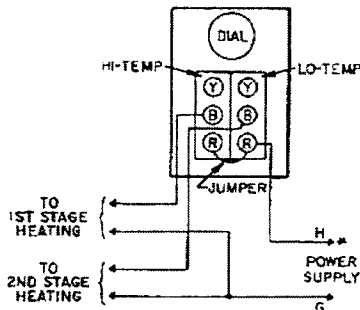 DIAL
HI-TEMP
LO-TEMP
Y Y
B B
R R
JUMPER
TO
1ST STAGE
HEATING
H
POWER
SUPPLY
TO
2ND STAGE
HEATING
G